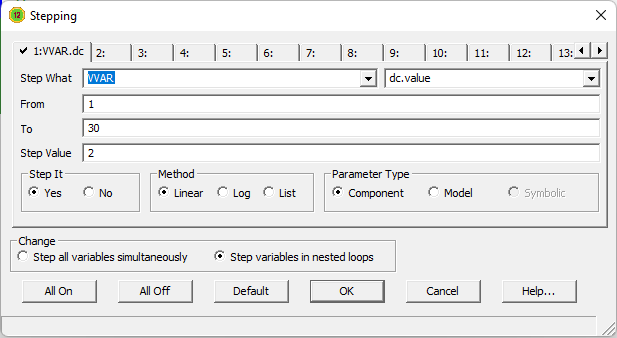 12 Stepping
1:VVAR.dc 2: 3: 4: 5: 6: 7: 8: 9: 10: 11: 12: 13:
Step What VVAR dc.value
From 1
To 30
Step Value 2
Step It Method Parameter Type
Yes No Linear Log List Component Model Symbolic
Change
Step all variables simultaneously Step variables in nested loops
All On All Off Default OK Cancel Help...